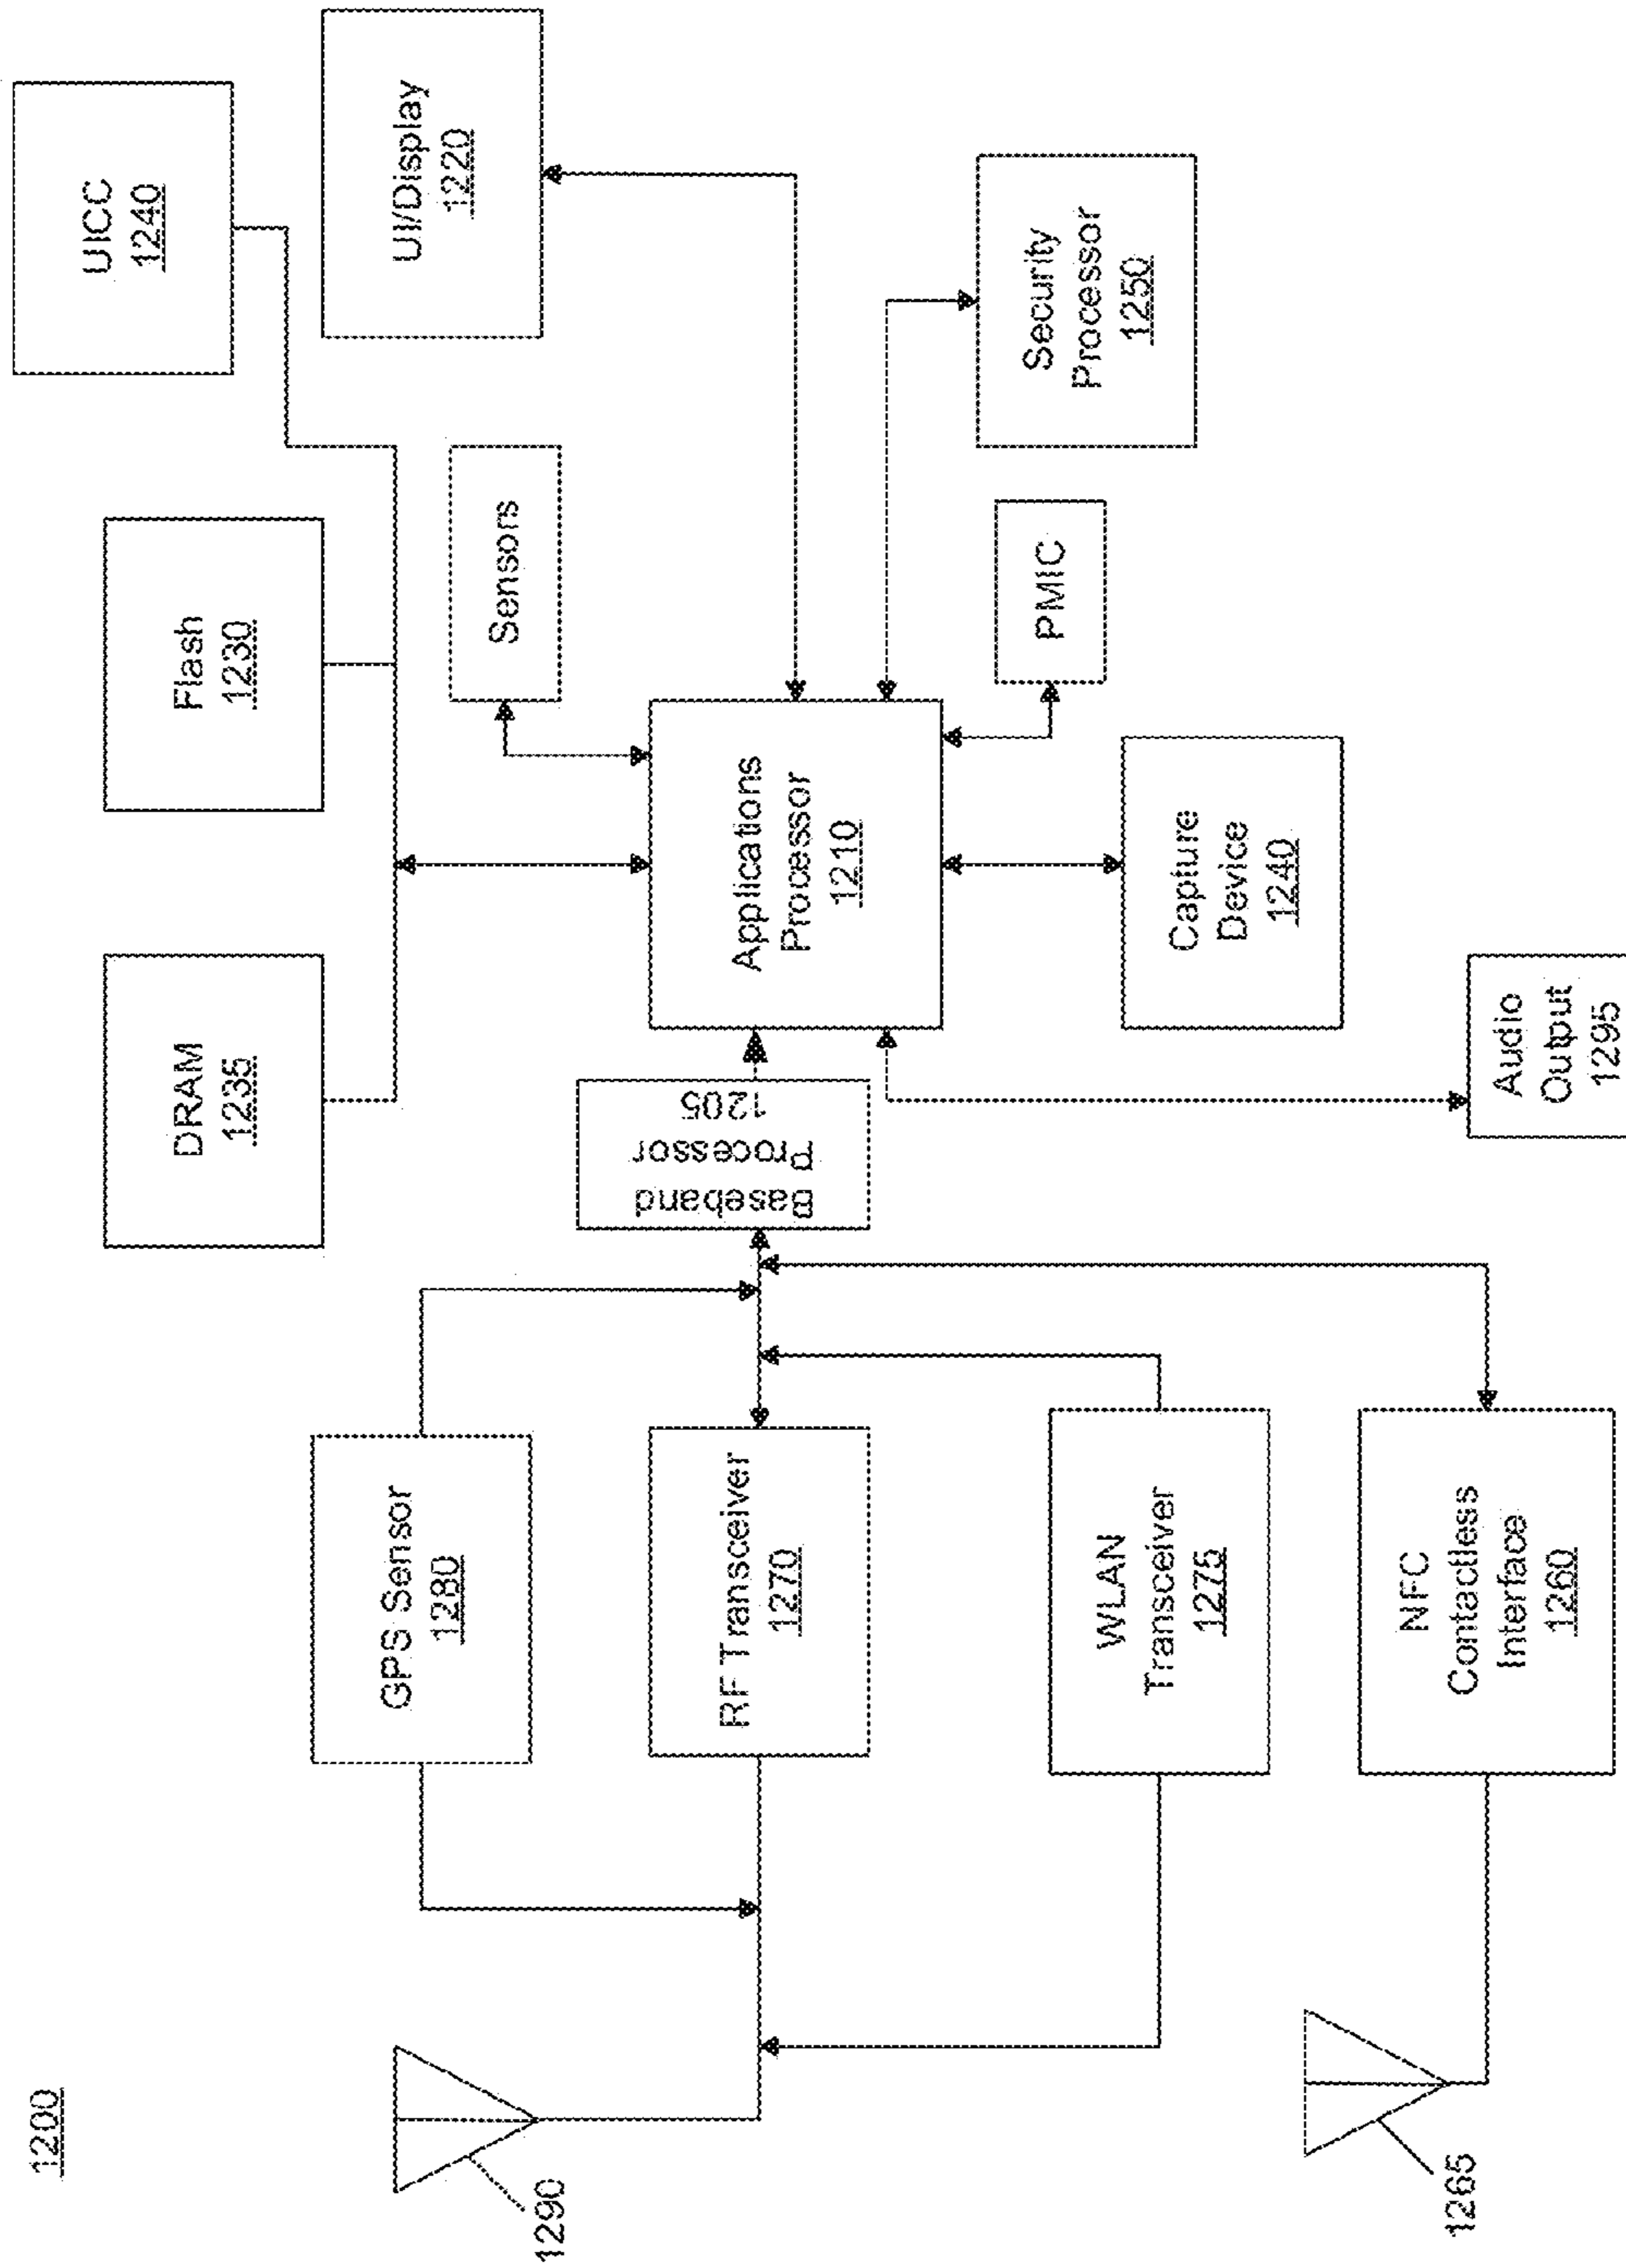 1200
DRAM
1235
Flash
1230
UICC
1240
1290
GPS Sensor
1280
Sensors
UI/Display
1220
RF Transceiver
1270
Baseband
Processor
1205
Applications
Processor
1210
WLAN
Transceiver
1275
PMIC
Security
Processor
1250
Capture
Device
1240
1265
NFC
Contactless
Interface
1260
Audio
Output
1295